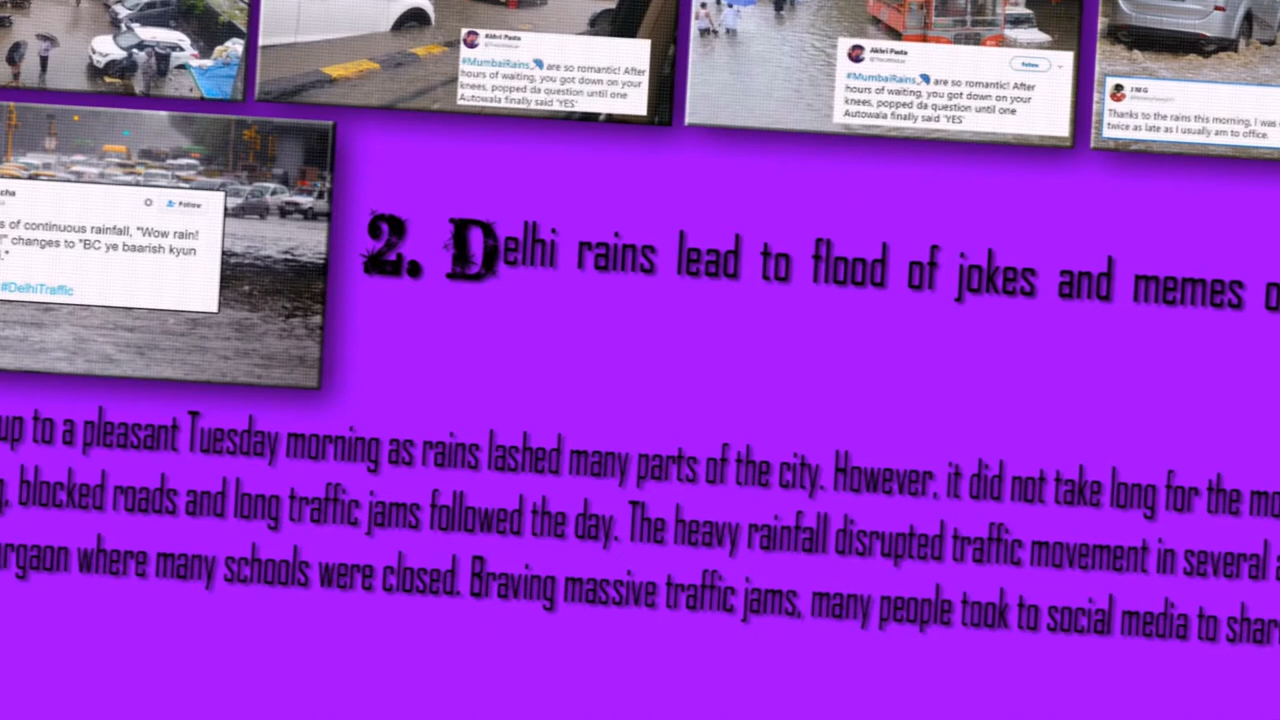 Akhri Pasta
#MumbaiRains are so romantic! After
hours of waiting, you got down on your
knees, popped da question until one
Autowala finally said 'YES'
Akhri Pasta
Follow
#MumbaiRains are so romantic! After
hours of waiting, you got down on your
knees, popped da question until one
Autowala finally said 'YES'
JMG
Thanks to the rains this morning, I was
twice as late as I usually am to office.
cha
Follow
s of continuous rainfall, "Wow rain!
!" changes to "BC ye baarish kyun
."
#DelhiTraffic
2. Delhi rains lead to flood of jokes and memes o
up to a pleasant Tuesday morning as rains lashed many parts of the city. However, it did not take long for the mo
g, blocked roads and long traffic jams followed the day. The heavy rainfall disrupted traffic movement in several a
urgaon where many schools were closed. Braving massive traffic jams, many people took to social media to shar